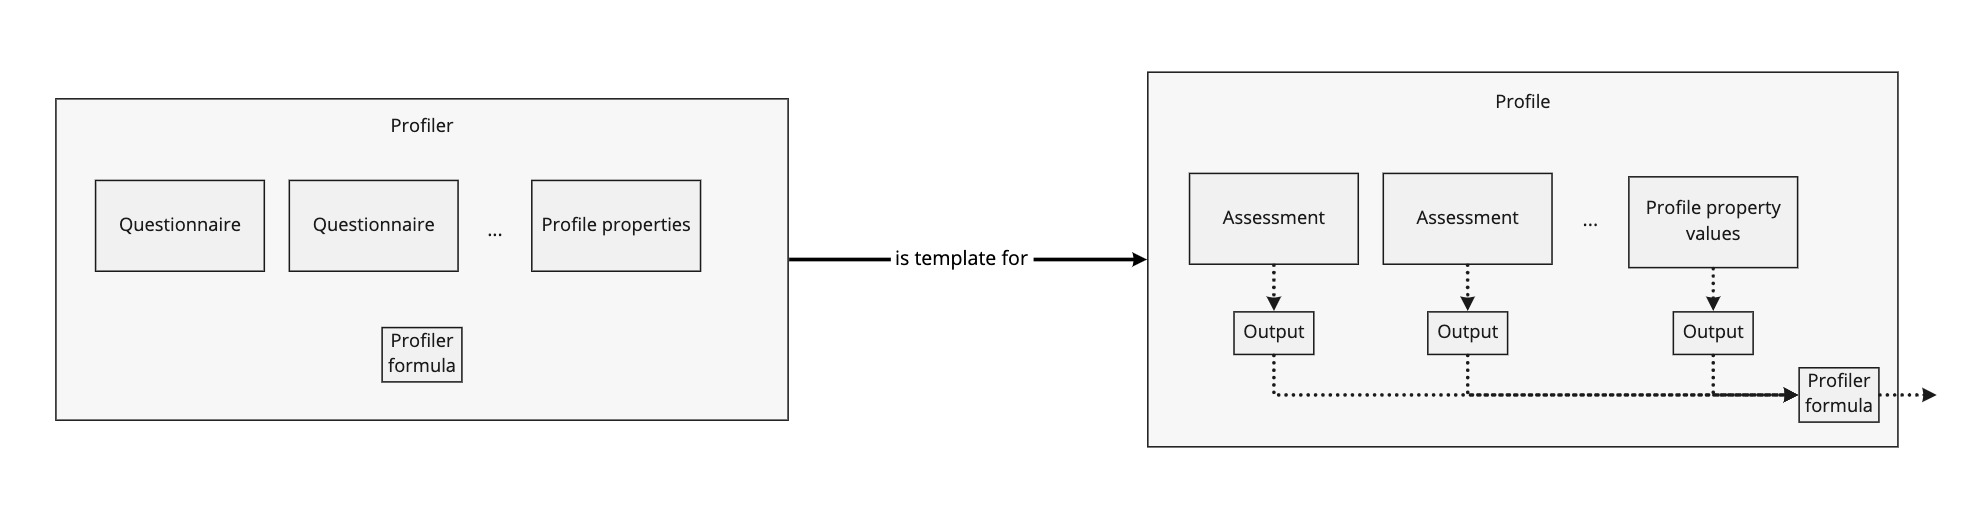 Profiler
Questionnaire
Questionnaire
...
Profile properties
Profiler
formula
is template for
Profile
Assessment
Assessment
...
Profile property
values
Output
Output
Output
Profiler
formula